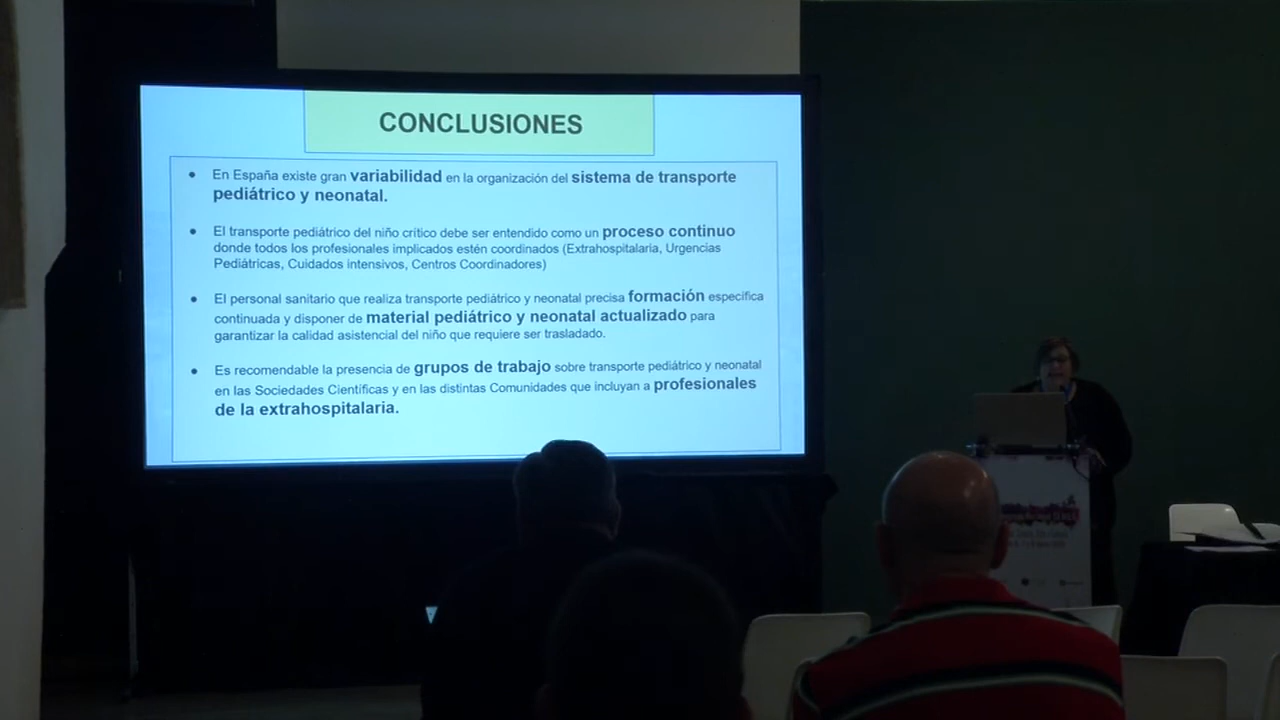 CONCLUSIONES
• En España existe gran variabilidad en la organización del sistema de transporte
pediátrico y neonatal.
• El transporte pediátrico del niño crítico debe ser entendido como un proceso continuo
donde todos los profesionales implicados estén coordinados (Extrahospitalaria, Urgencias
Pediátricas, Cuidados intensivos, Centros Coordinadores)
• El personal sanitario que realiza transporte pediátrico y neonatal precisa formación específica
continuada y disponer de material pediátrico y neonatal actualizado para
garantizar la calidad asistencial del niño que requiere ser trasladado.
• Es recomendable la presencia de grupos de trabajo sobre transporte pediátrico y neonatal
en las Sociedades Científicas y en las distintas Comunidades que incluyan a profesionales
de la extrahospitalaria.